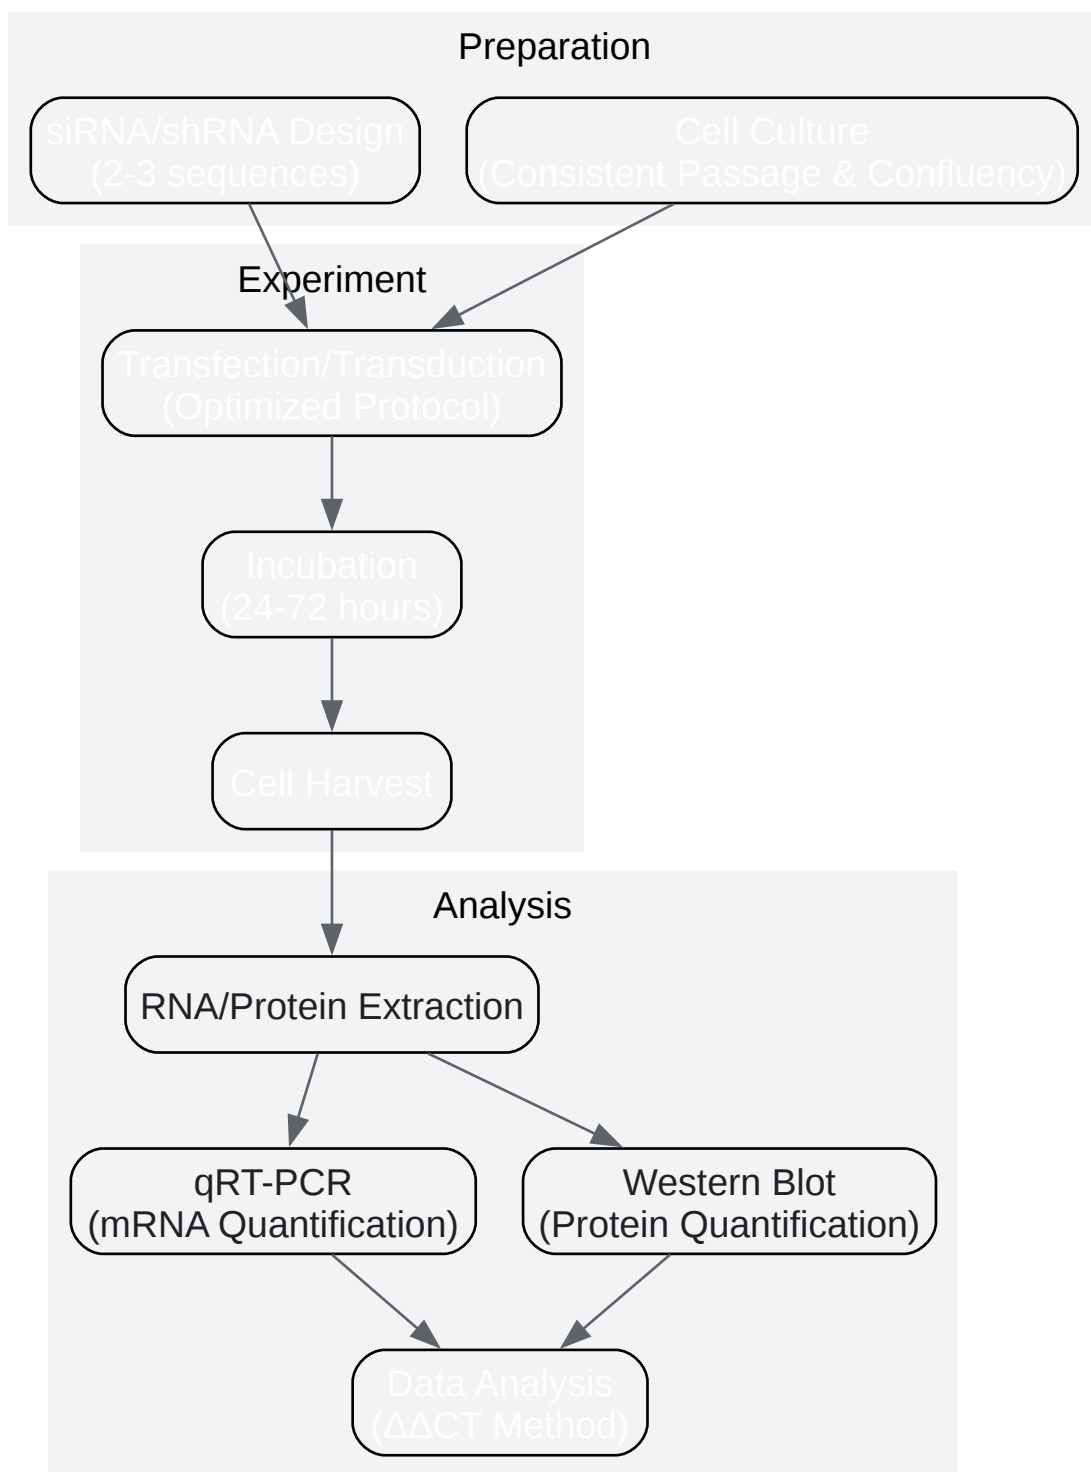 Preparation
siRNA/shRNA Design
(2-3 sequences)
Cell Culture
(Consistent Passage & Confluency)
Experiment
Transfection/Transduction
(Optimized Protocol)
Incubation
(24-72 hours)
Cell Harvest
Analysis
RNA/Protein Extraction
qRT-PCR
(mRNA Quantification)
Western Blot
(Protein Quantification)
Data Analysis
(ΔΔCT Method)